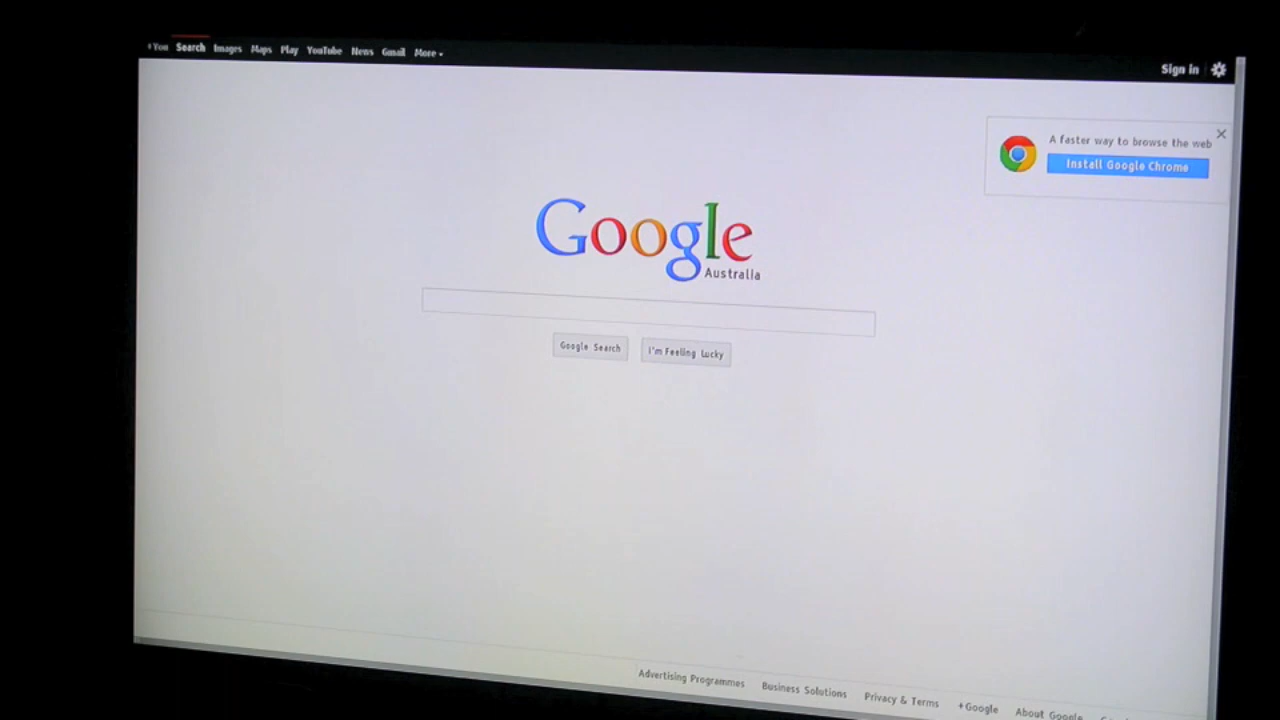 +You Search Images Maps Play YouTube News Gmail More
Sign in
A faster way to browse the web
Install Google Chrome
Google
Australia
Google Search I'm Feeling Lucky
Advertising Programmes Business Solutions Privacy & Terms +Google About Google